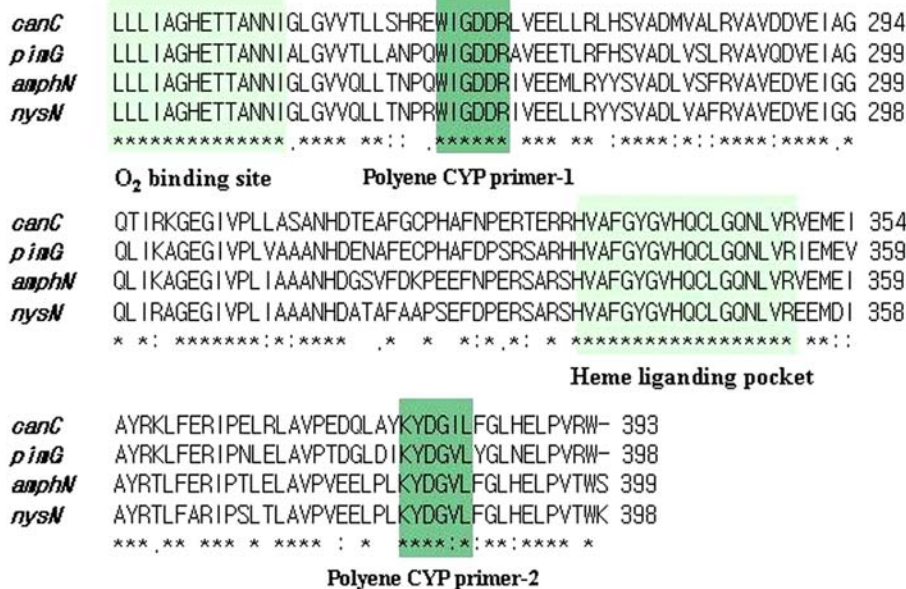 canC LLLIAGHETTANNIGLGVVTLLSHREWIGDDRLVEELLRLHSVADMVALRVAVDDVEIAG 294
pimG LLLIAGHETTANNIALGVVTLLANPQWIGDDRAVEETLRFHSVADLVSLRVAVQDVEIAG 299
amphN LLLIAGHETTANNIGLGVVQLLTNPQWIGDDRIVEEMLRYYSVADLVSFRVAVEDVEIGG 299
nysN LLLIAGHETTANNIGLGVVQLLTNPRWIGDDRIVEELLRYYSVADLVAFRVAVEDVEIGG 298
**************.**** **:: .****** *** ** :****:*::****:****.*
O2 binding site Polyene CYP primer-1
canC QTIRKGEGIVPLLASANHDTEAFGCPHAFNPERTERRHVAFGYGVHQCLGQNLVRVEMEI 354
pimG QLIKAGEGIVPLVAAANHDENAFECPHAFDPSRSARHHVAFGYGVHQCLGQNLVRIEMEV 359
amphN QLIKAGEGIVPLIAAANHDGSVFDKPEEFNPERSARSHVAFGYGVHQCLGQNLVRVEMEI 359
nysN QLIRAGEGIVPLIAAANHDATAFAAPSEFDPERSARSHVAFGYGVHQCLGQNLVREEMDI 358
* *: *******:*:**** .* * *:*.*: * ***************** **::
Heme liganding pocket
canC AYRKLFERIPELRLAVPEDQLAYKYDGILFGLHELPVRW- 393
pimG AYRKLFERIPNLELAVPTDGLDIKYDGVLYGLNELPVRW- 398
amphN AYRTLFERIPTLELAVPVEELPLKYDGVLFGLHELPVTWS 399
nysN AYRTLFARIPSLTLAVPVEELPLKYDGVLFGLHELPVTWK 398
***.** *** * **** : * ****:*:**:**** *
Polyene CYP primer-2